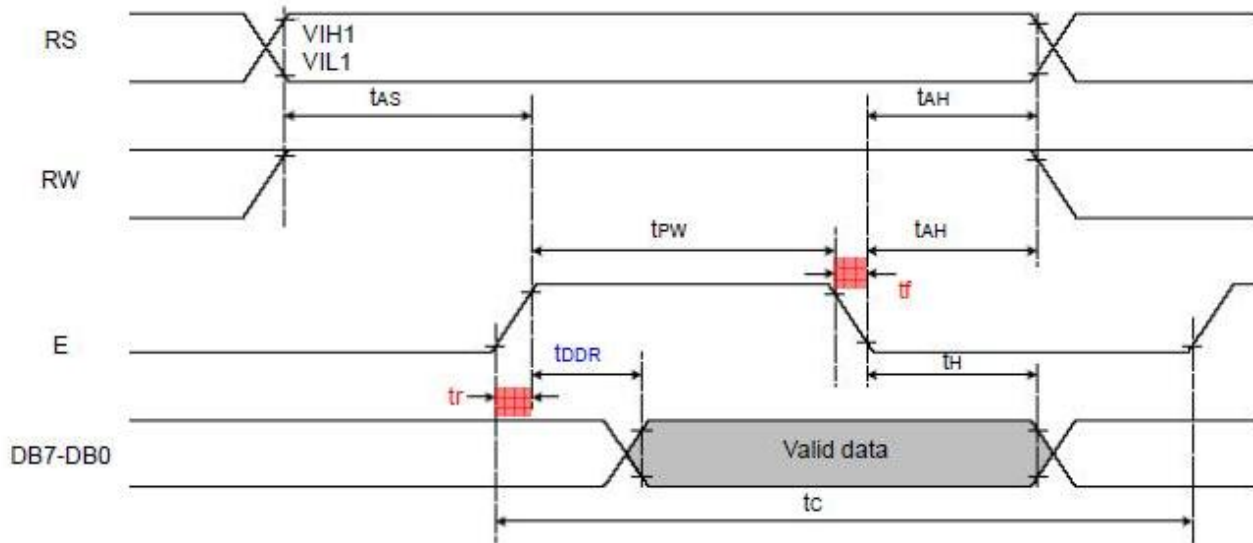 RS
VIH1
VIL1
tAS
tAH
RW
tPW
tAH
tf
E
tDDR
tH
tr
DB7-DB0
Valid data
tC